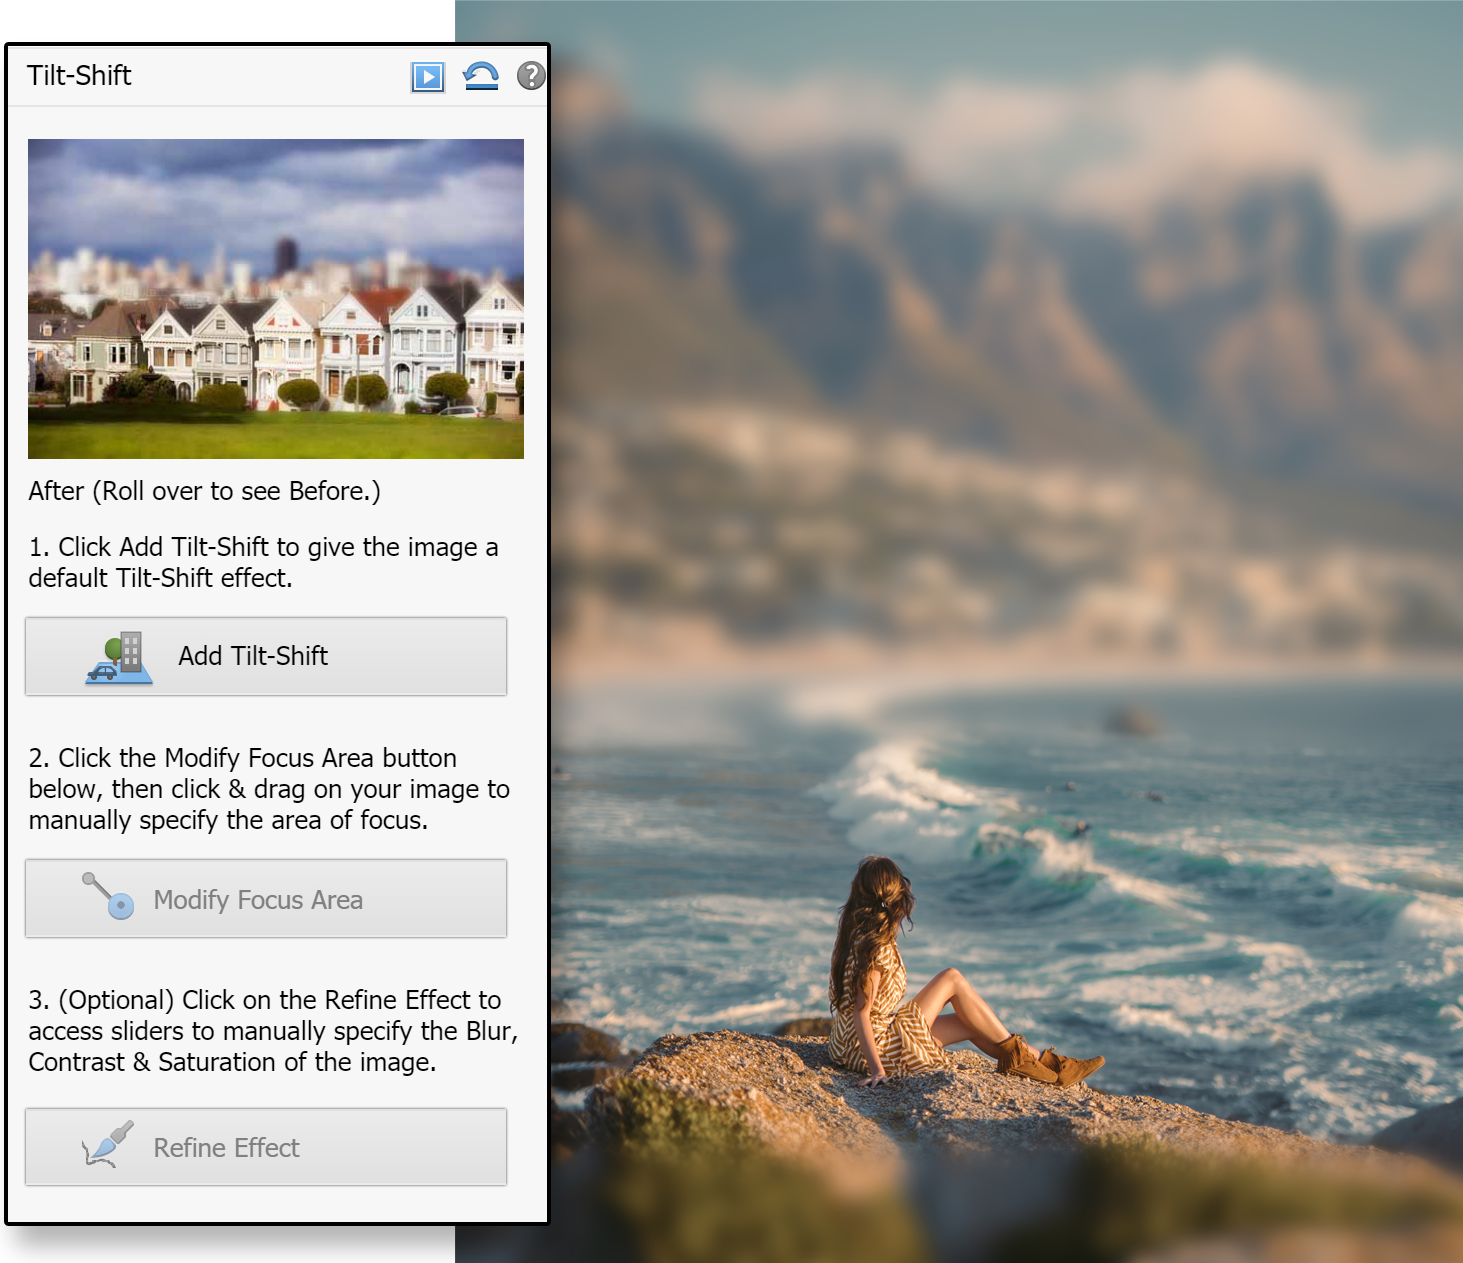 Tilt-Shift
?
After (Roll over to see Before.)
1. Click Add Tilt-Shift to give the image a
default Tilt-Shift effect.
Add Tilt-Shift
2. Click the Modify Focus Area button
below, then click & drag on your image to
manually specify the area of focus.
Modify Focus Area
3. (Optional) Click on the Refine Effect to
access sliders to manually specify the Blur,
Contrast & Saturation of the image.
Refine Effect